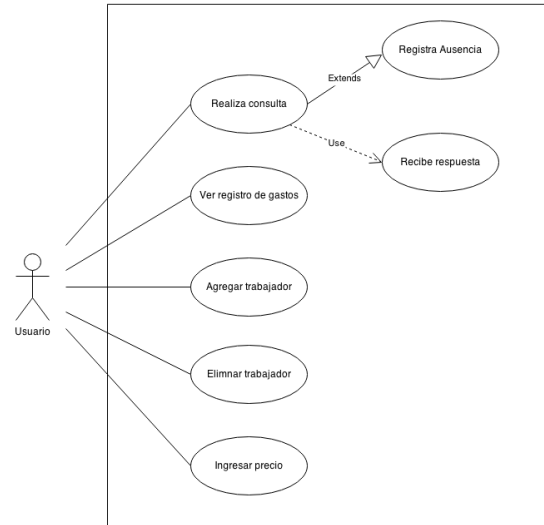 Registra Ausencia
Extends
Realiza consulta
Use
Recibe respuesta
Ver registro de gastos
Agregar trabajador
Usuario
Elimnar trabajador
Ingresar precio